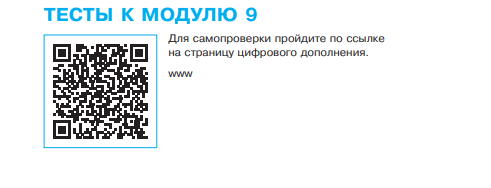 ТЕСТЫ К МОДУЛЮ 9
Для самопроверки пройдите по ссылке
на страницу цифрового дополнения.
www